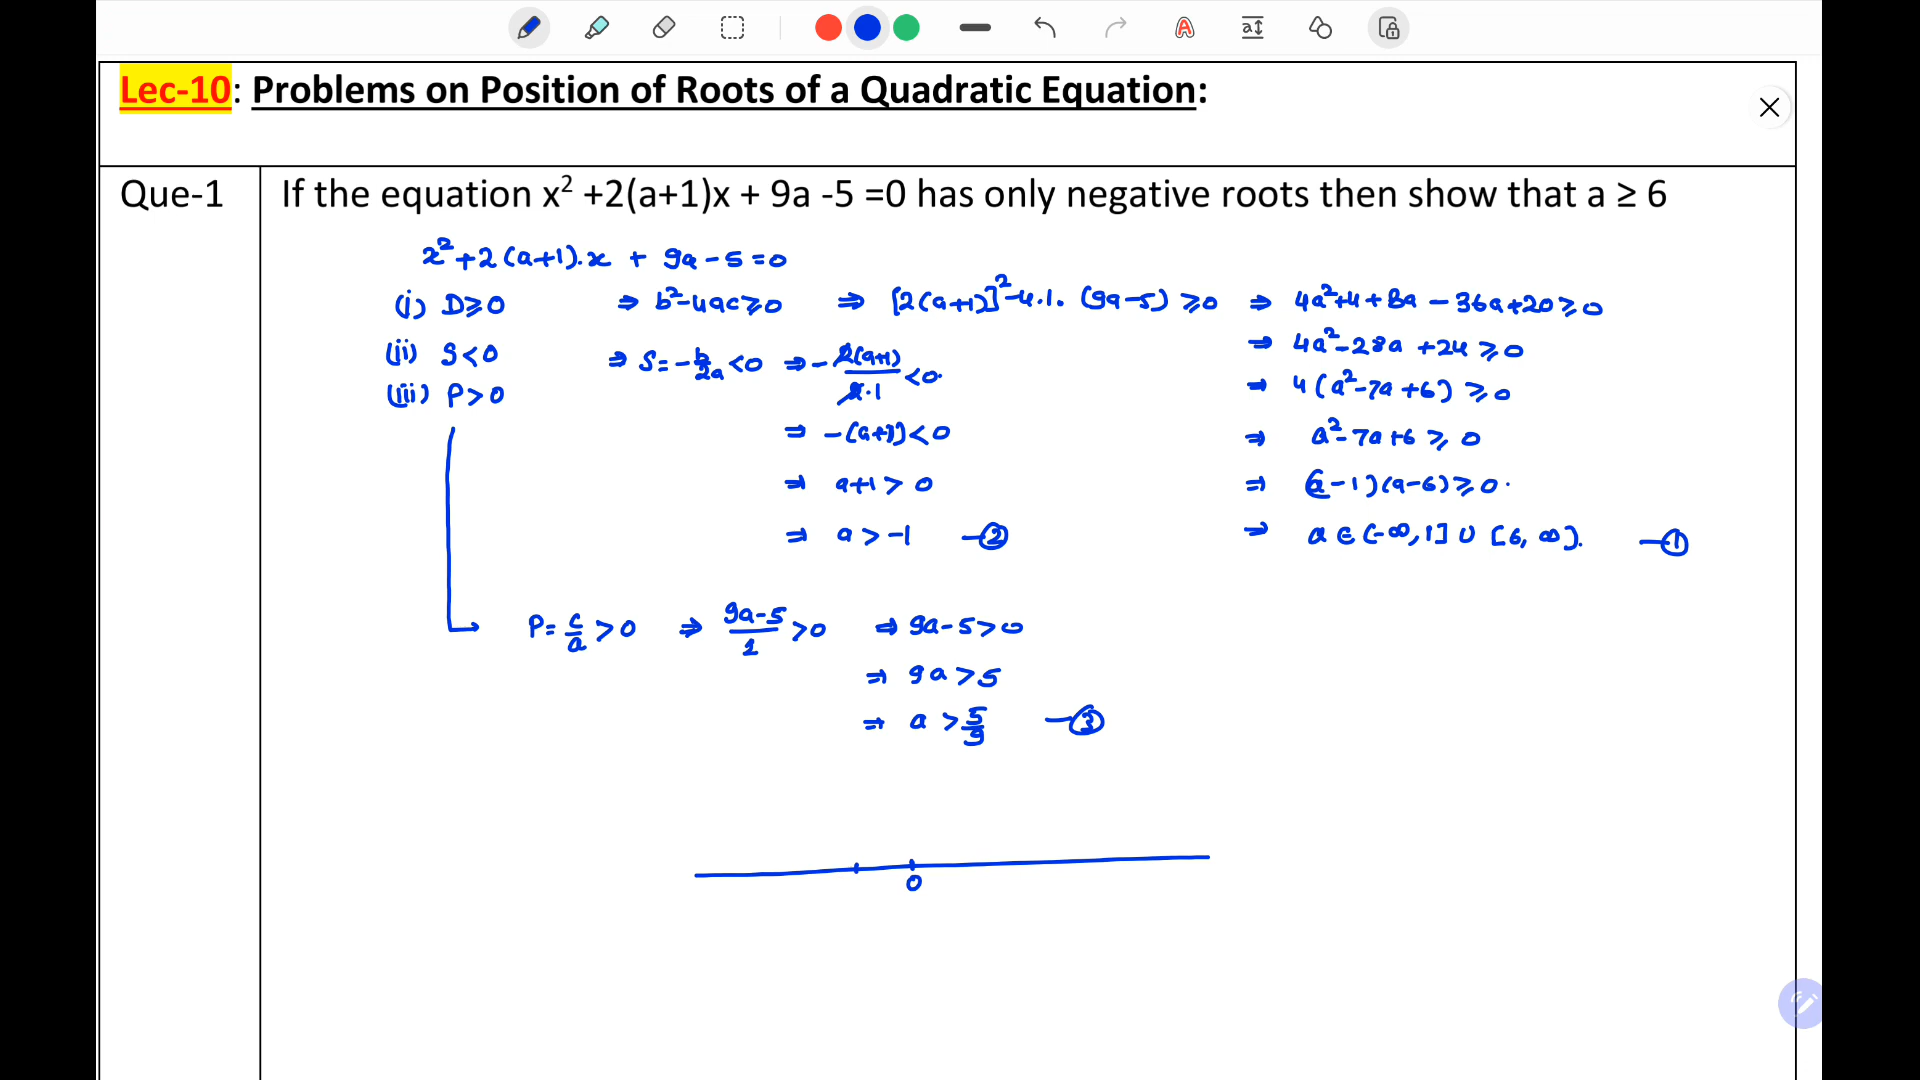 Lec-10: Problems on Position of Roots of a Quadratic Equation:
Que-1 If the equation x² +2(a+1)x + 9a -5 =0 has only negative roots then show that a ≥ 6
x²+2(a+1).x + 9a-5=0
(i) D≥0 ⇒ b²-4ac≥0 ⇒ [2(a+1)]²-4.1.(9a-5)≥0 ⇒ 4a²+4+8a-36a+20≥0
⇒ 4a²-28a+24≥0
(ii) S<0 ⇒ S=-b/2a<0 ⇒ -2(a+1)/2·1<0
(iii) P>0
⇒ 4(a²-7a+6)≥0
⇒ -(a+1)<0 ⇒ a²-7a+6≥0
⇒ a+1>0 ⇒ (a-1)(a-6)≥0.
⇒ a>-1 —② ⇒ a∈(-∞,1]∪[6,∞). —①
P=c/a>0 ⇒ 9a-5/1>0 ⇒ 9a-5>0
⇒ 9a>5
⇒ a>5/9 —③
0